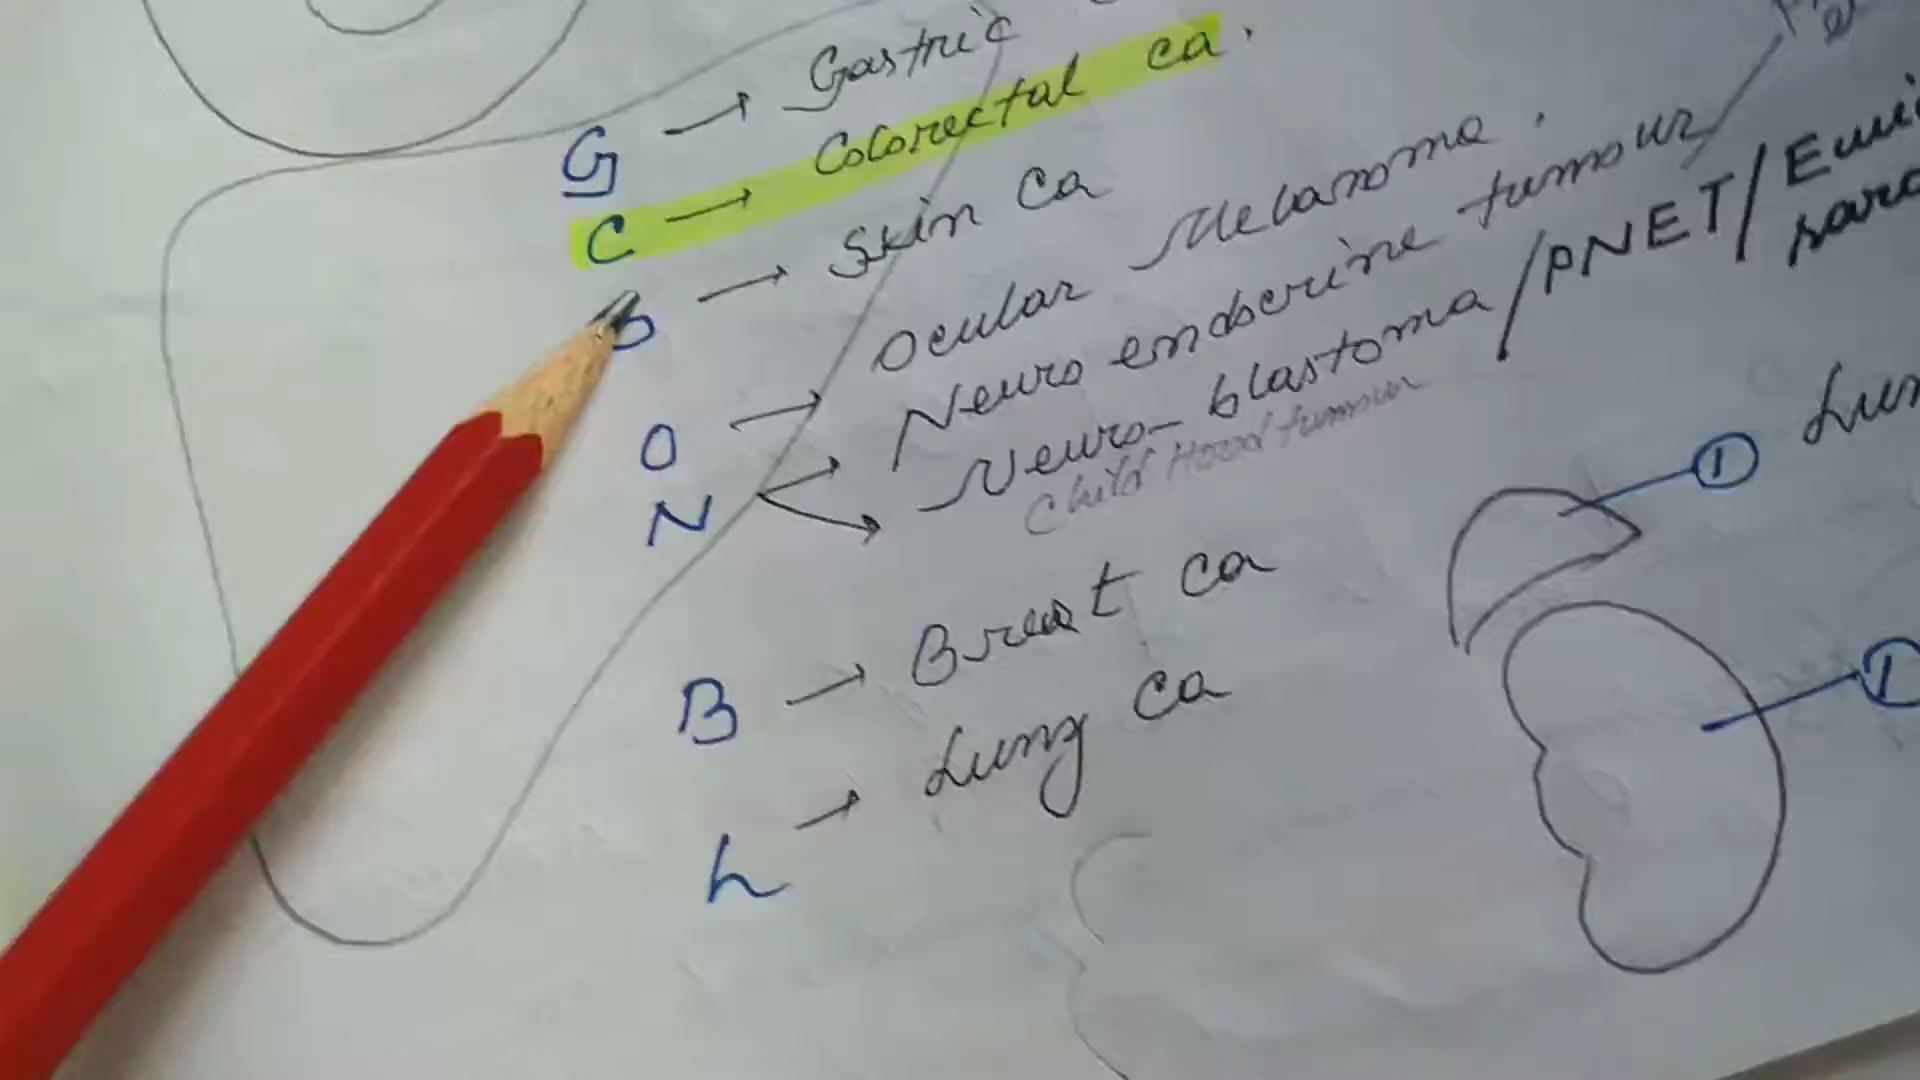 G → Gastric
C → Colorectal ca.
→ Skin Ca
O → Ocular Melanoma.
N → Neuro endocrine tumour
→ Neuro-blastoma / PNET /
Child Hood tumour
B → Breast ca
L → Lung ca
①
①